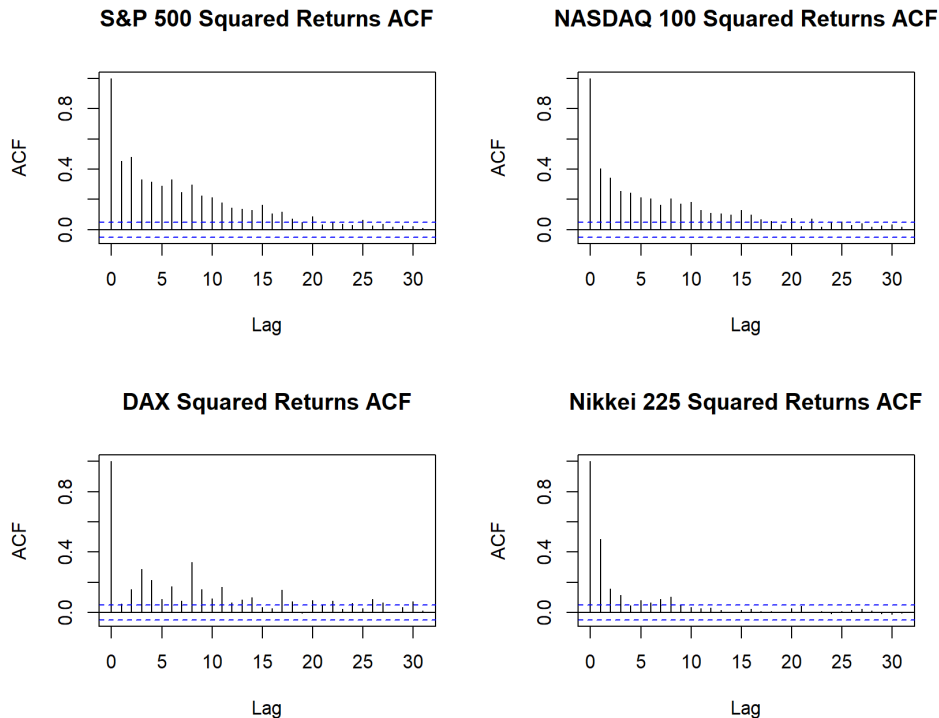 S&P 500 Squared Returns ACF
ACF
0.0 0.4 0.8
0 5 10 15 20 25 30
Lag
NASDAQ 100 Squared Returns ACF
ACF
0.0 0.4 0.8
0 5 10 15 20 25 30
Lag
DAX Squared Returns ACF
ACF
0.0 0.4 0.8
0 5 10 15 20 25 30
Lag
Nikkei 225 Squared Returns ACF
ACF
0.0 0.4 0.8
0 5 10 15 20 25 30
Lag